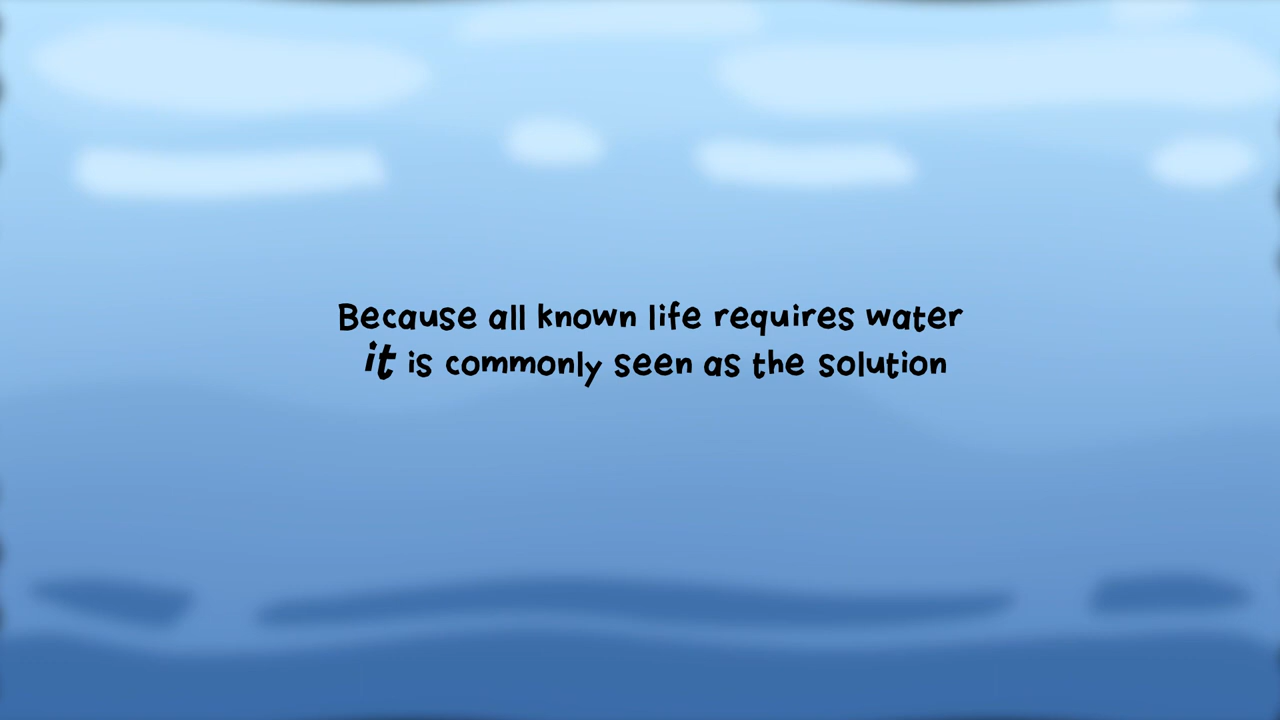 Because all known life requires water
it is commonly seen as the solution